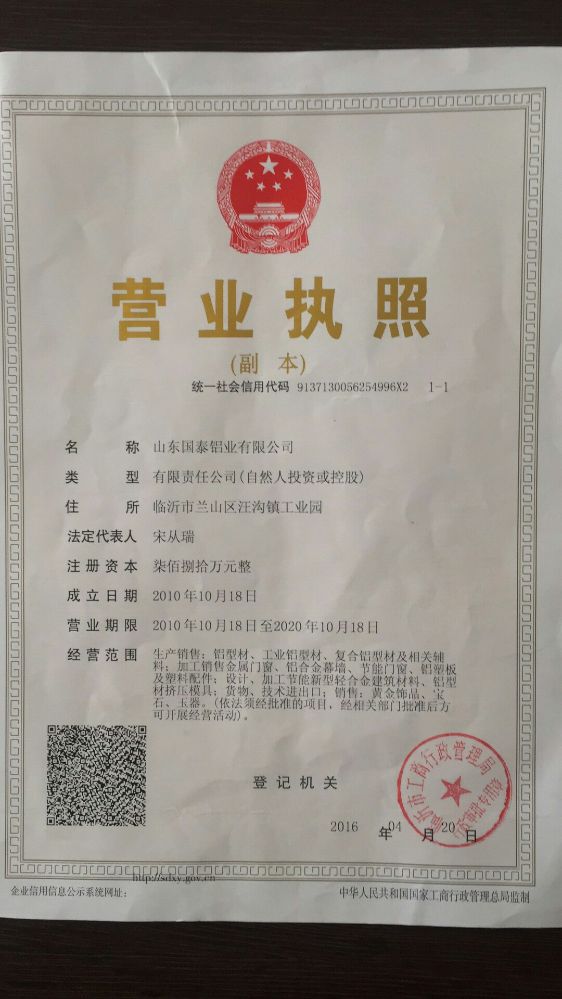 营业执照
(副 本)
统一社会信用代码 9137130056254996X2 1-1
名 称 山东国泰铝业有限公司
类 型 有限责任公司(自然人投资或控股)
住 所 临沂市兰山区汪沟镇工业园
法定代表人 宋从瑞
注册资本 柒佰捌拾万元整
成立日期 2010年10月18日
营业期限 2010年10月18日至2020年10月18日
经营范围 生产销售：铝型材、工业铝型材、复合铝型材及相关辅
料；加工销售金属门窗、铝合金幕墙、节能门窗、铝塑板
及塑料配件；设计、加工节能新型轻合金建筑材料、铝型
材挤压模具；货物、技术进出口；销售：黄金饰品、宝
石、玉器。(依法须经批准的项目，经相关部门批准后方
可开展经营活动)。
临沂市工商行政管理局
登记机关
2016 年 04 月 20 日
http://sdxy.gov.cn
企业信用信息公示系统网址：
中华人民共和国国家工商行政管理总局监制